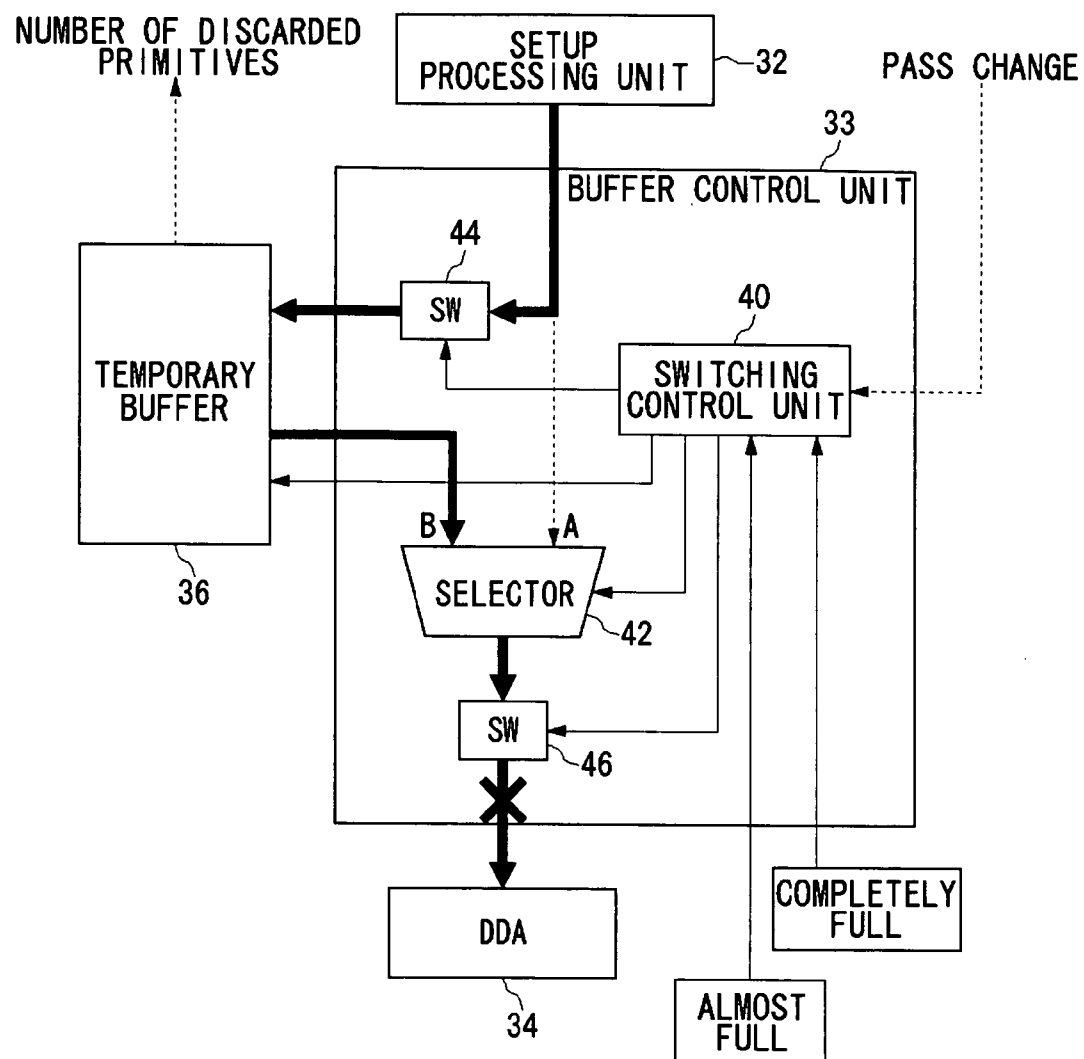 NUMBER OF DISCARDED
PRIMITIVES
SETUP
PROCESSING UNIT
32
PASS CHANGE
33
BUFFER CONTROL UNIT
44
SW
40
SWITCHING
CONTROL UNIT
TEMPORARY
BUFFER
36
B
A
SELECTOR
42
SW
46
DDA
34
COMPLETELY
FULL
ALMOST
FULL